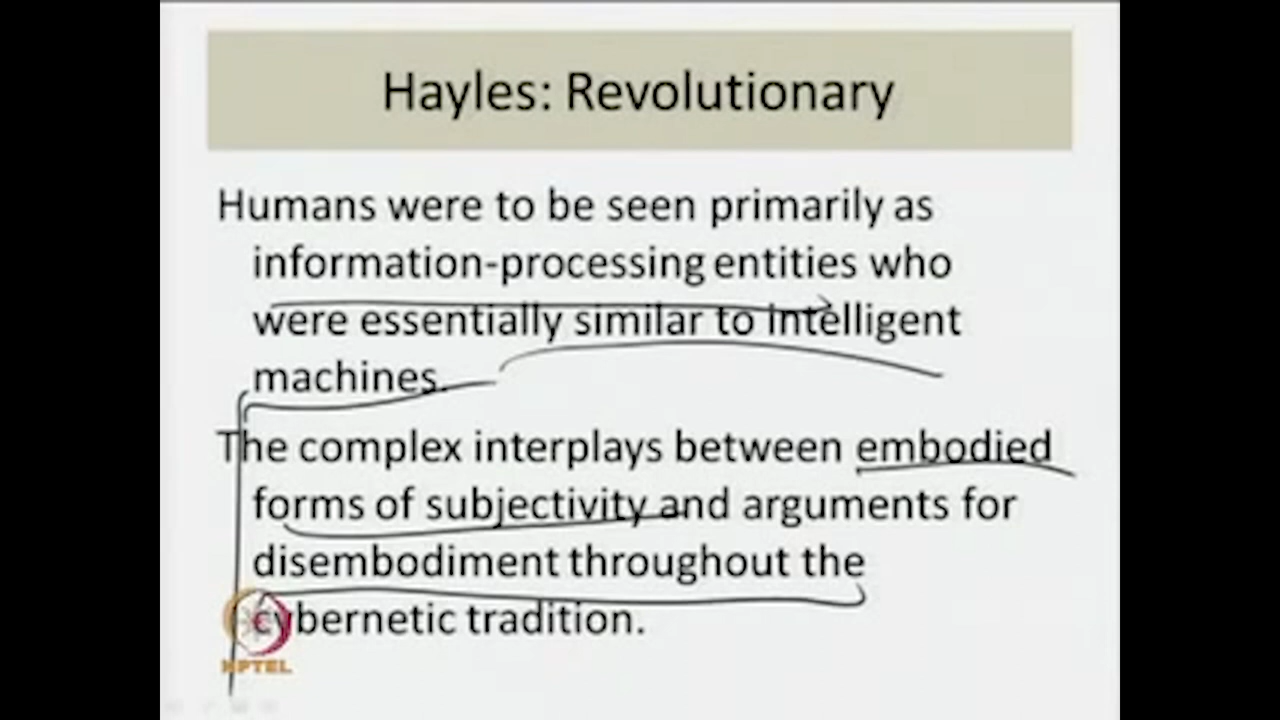 Hayles: Revolutionary
Humans were to be seen primarily as
information-processing entities who
were essentially similar to intelligent
machines.
The complex interplays between embodied
forms of subjectivity and arguments for
disembodiment throughout the
cybernetic tradition.
NPTEL